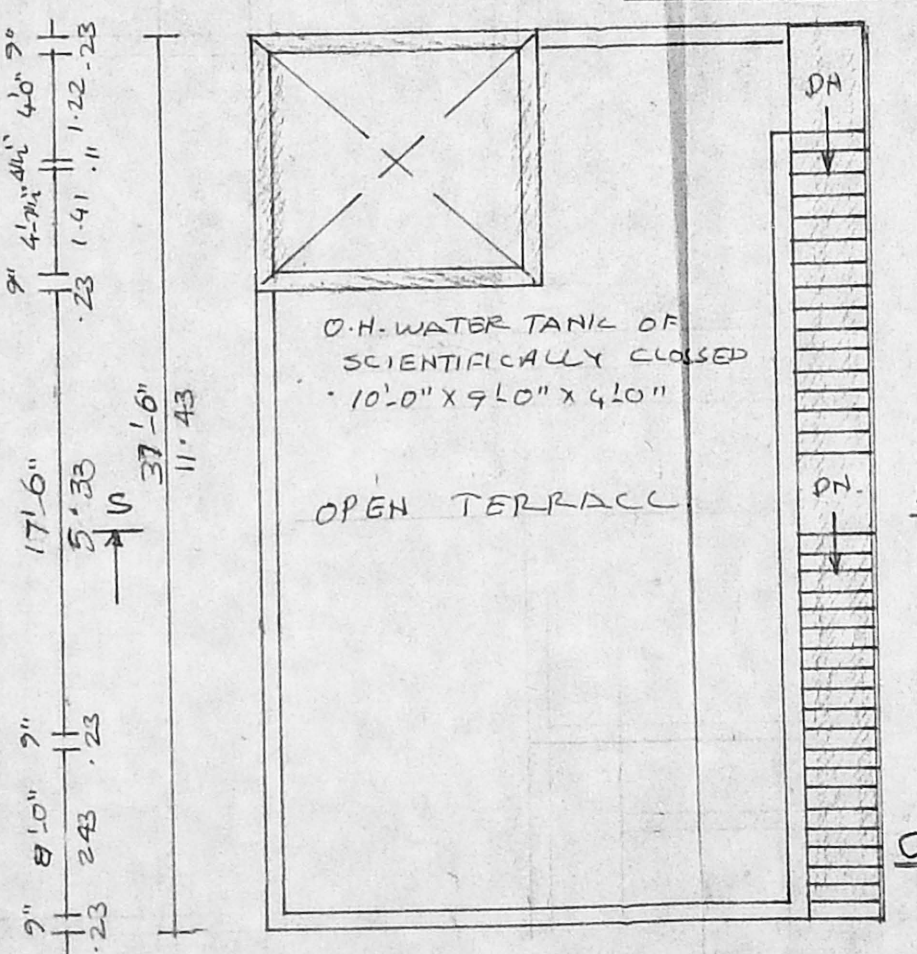 9" 4'-0" 4½" 4'-7½" 9" 17'-6" 9" 8'-0" 9"
.23 1.22 .11 1.41 .23 5.33 .23 2.43 .23
S
37'-6"
11.43
DN
O.H. WATER TANK OF
SCIENTIFICALLY CLOSSED
10'-0" X 9'-0" X 4'-0"
OPEN TERRACE
DN